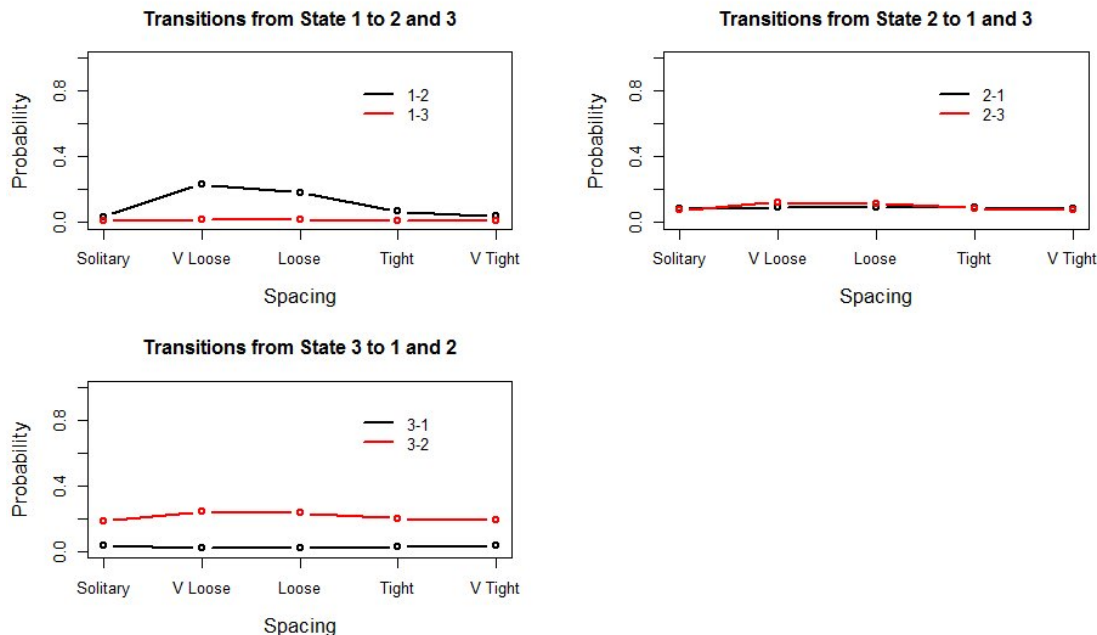 Transitions from State 1 to 2 and 3
Probability
0.8
0.4
0.0
1-2
1-3
Solitary V Loose Loose Tight V Tight
Spacing
Transitions from State 2 to 1 and 3
Probability
0.8
0.4
0.0
2-1
2-3
Solitary V Loose Loose Tight V Tight
Spacing
Transitions from State 3 to 1 and 2
Probability
0.8
0.4
0.0
3-1
3-2
Solitary V Loose Loose Tight V Tight
Spacing